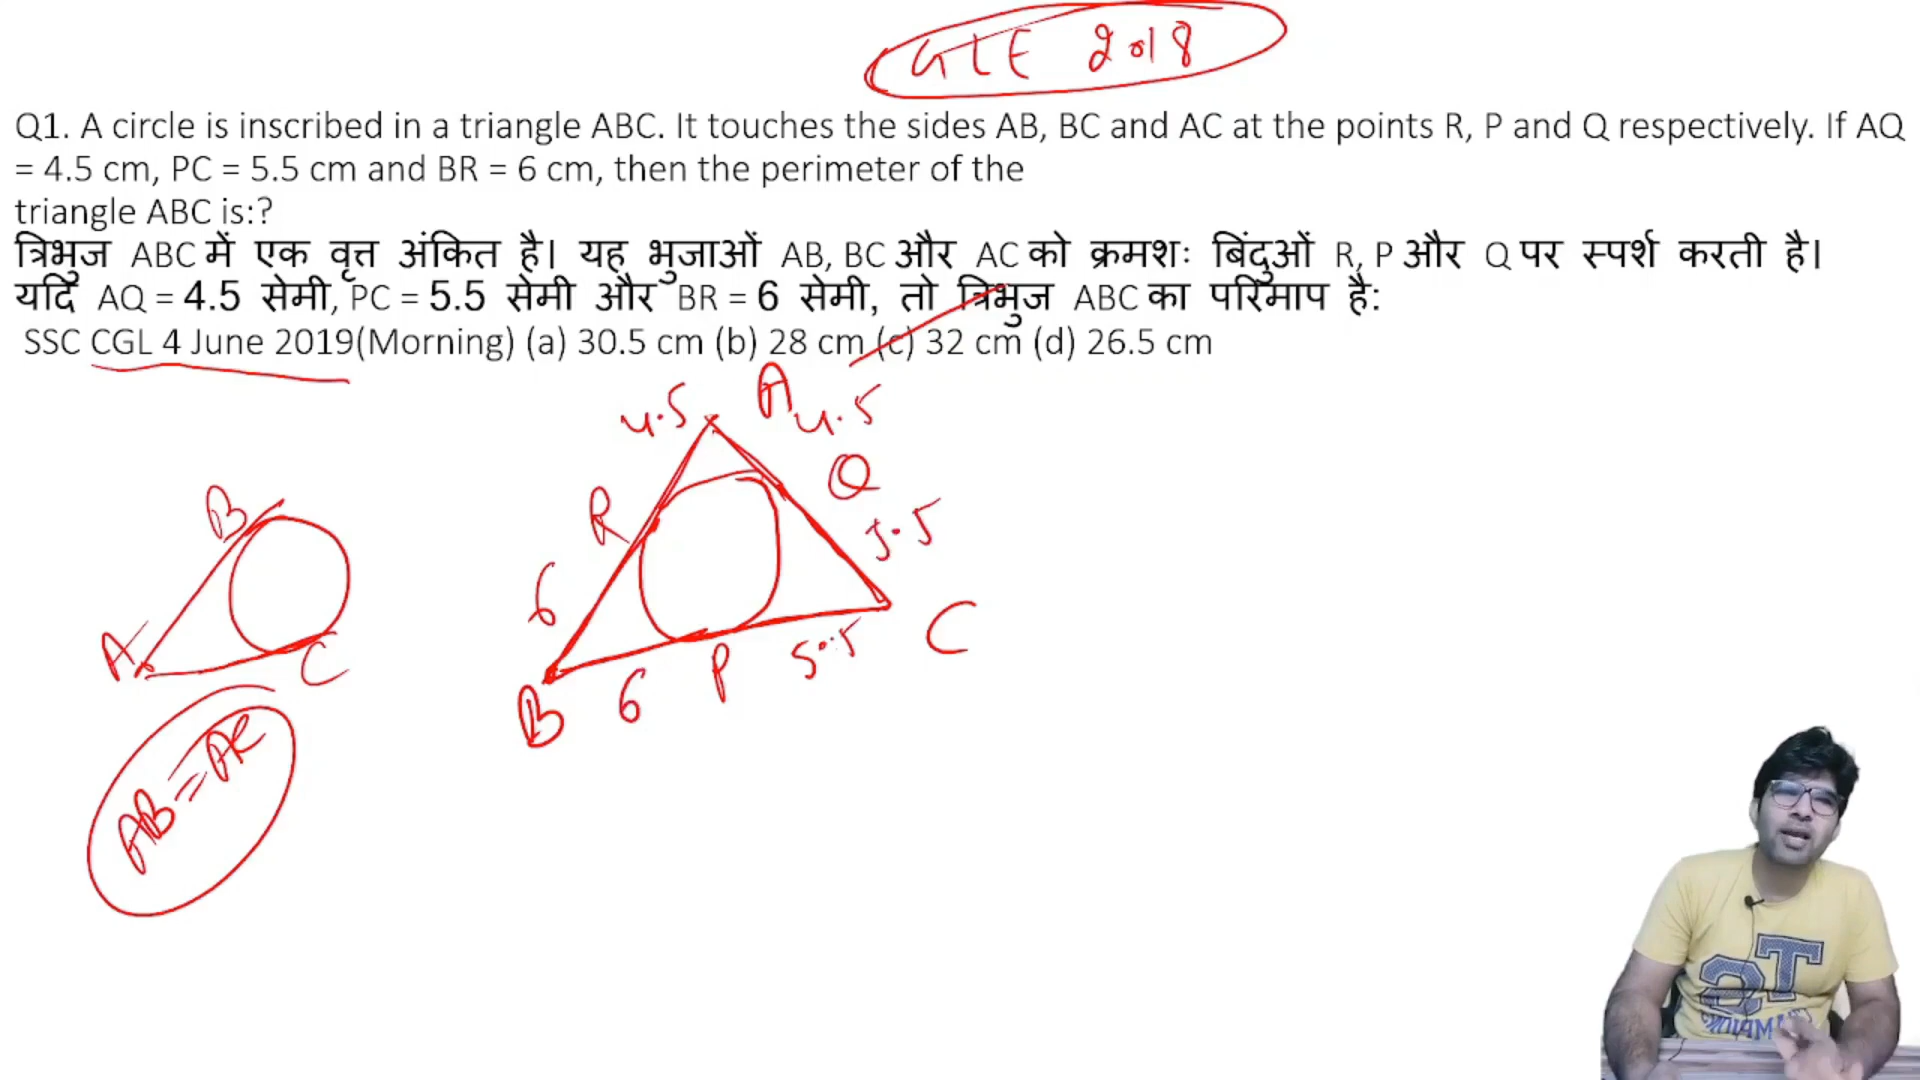 GLE 2018
Q1. A circle is inscribed in a triangle ABC. It touches the sides AB, BC and AC at the points R, P and Q respectively. If AQ
= 4.5 cm, PC = 5.5 cm and BR = 6 cm, then the perimeter of the
triangle ABC is:?
त्रिभुज ABC में एक वृत्त अंकित है। यह भुजाओं AB, BC और AC को क्रमशः बिंदुओं R, P और Q पर स्पर्श करती है।
यदि AQ = 4.5 सेमी, PC = 5.5 सेमी और BR = 6 सेमी, तो त्रिभुज ABC का परिमाप है:
SSC CGL 4 June 2019(Morning) (a) 30.5 cm (b) 28 cm (c) 32 cm (d) 26.5 cm
4.5 A 4.5
B R Q
5.5
6
A C P 5.5 C
B 6
AB = AC
ST